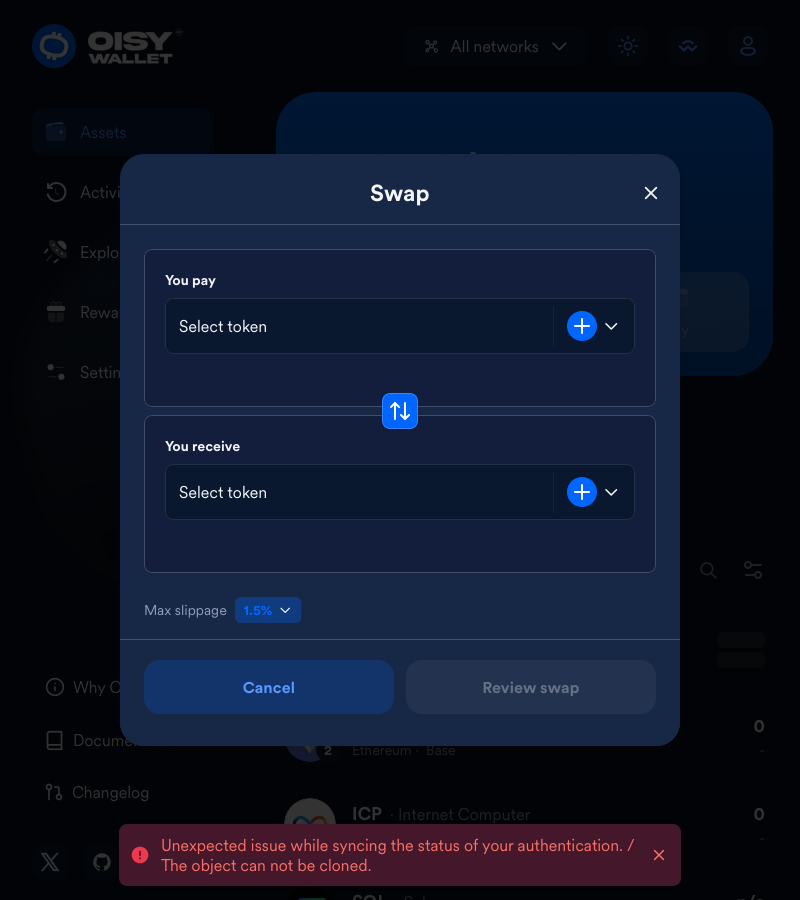 OISY
WALLET
All networks
Assets
Activi
Explo
Rewa
Settin
Swap
You pay
Select token
You receive
Select token
Max slippage 1.5%
Cancel
Review swap
Why O
Docume
Changelog
2
Ethereum · Base
0
-
ICP · Internet Computer
0
-
Unexpected issue while syncing the status of your authentication. /
The object can not be cloned.